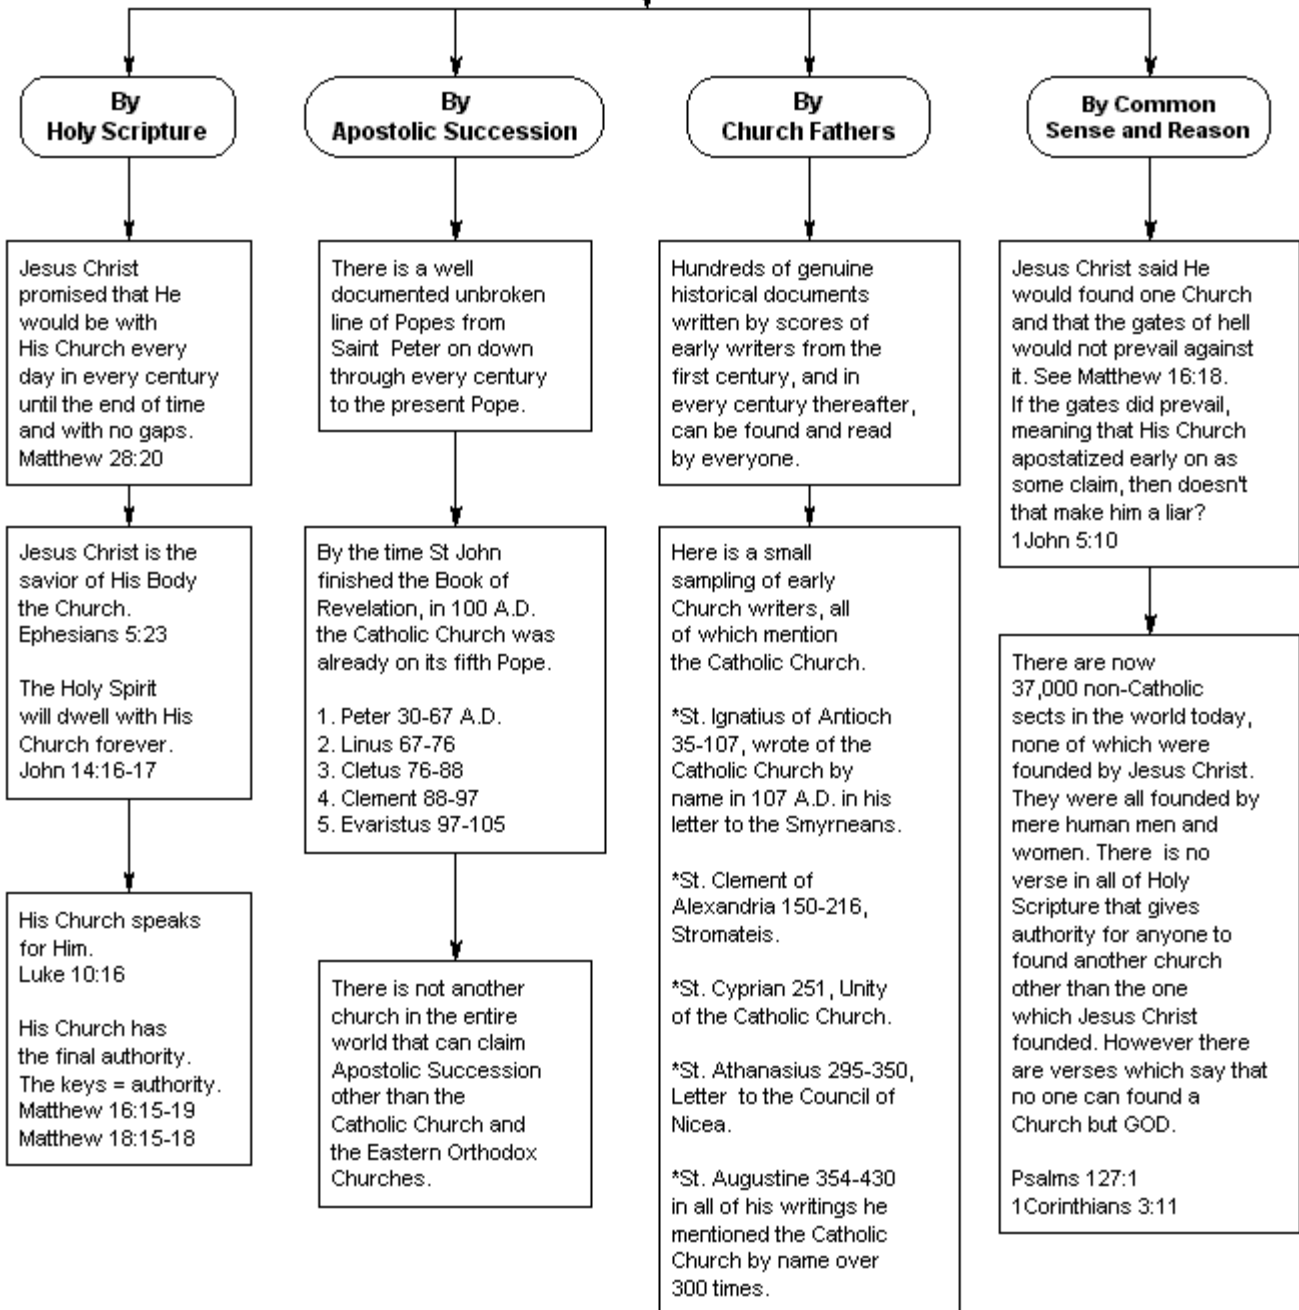 By
Holy Scripture
Jesus Christ
promised that He
would be with
His Church every
day in every century
until the end of time
and with no gaps.
Matthew 28:20
Jesus Christ is the
savior of His Body
the Church.
Ephesians 5:23
The Holy Spirit
will dwell with His
Church forever.
John 14:16-17
His Church speaks
for Him.
Luke 10:16
His Church has
the final authority.
The keys = authority.
Matthew 16:15-19
Matthew 18:15-18
By
Apostolic Succession
There is a well
documented unbroken
line of Popes from
Saint Peter on down
through every century
to the present Pope.
By the time St John
finished the Book of
Revelation, in 100 A.D.
the Catholic Church was
already on its fifth Pope.
1. Peter 30-67 A.D.
2. Linus 67-76
3. Cletus 76-88
4. Clement 88-97
5. Evaristus 97-105
There is not another
church in the entire
world that can claim
Apostolic Succession
other than the
Catholic Church and
the Eastern Orthodox
Churches.
By
Church Fathers
Hundreds of genuine
historical documents
written by scores of
early writers from the
first century, and in
every century thereafter,
can be found and read
by everyone.
Here is a small
sampling of early
Church writers, all
of which mention
the Catholic Church.
*St. Ignatius of Antioch
35-107, wrote of the
Catholic Church by
name in 107 A.D. in his
letter to the Smyrneans.
*St. Clement of
Alexandria 150-216,
Stromateis.
*St. Cyprian 251, Unity
of the Catholic Church.
*St. Athanasius 295-350,
Letter to the Council of
Nicea.
*St. Augustine 354-430
in all of his writings he
mentioned the Catholic
Church by name over
300 times.
By Common
Sense and Reason
Jesus Christ said He
would found one Church
and that the gates of hell
would not prevail against
it. See Matthew 16:18.
If the gates did prevail,
meaning that His Church
apostatized early on as
some claim, then doesn't
that make him a liar?
1John 5:10
There are now
37,000 non-Catholic
sects in the world today,
none of which were
founded by Jesus Christ.
They were all founded by
mere human men and
women. There is no
verse in all of Holy
Scripture that gives
authority for anyone to
found another church
other than the one
which Jesus Christ
founded. However there
are verses which say that
no one can found a
Church but GOD.
Psalms 127:1
1Corinthians 3:11